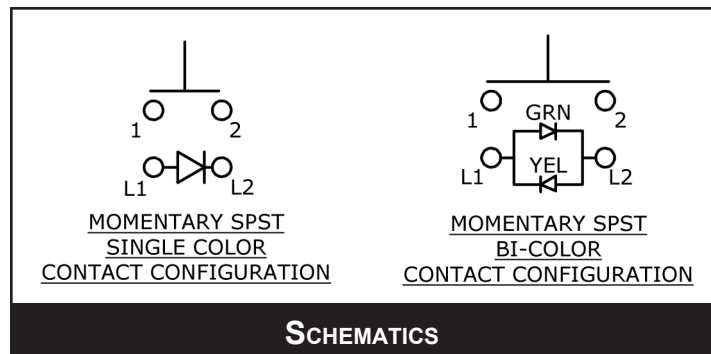 1 2
L1 L2
MOMENTARY SPST
SINGLE COLOR
CONTACT CONFIGURATION
1 GRN 2
L1 YEL L2
MOMENTARY SPST
BI-COLOR
CONTACT CONFIGURATION
SCHEMATICS